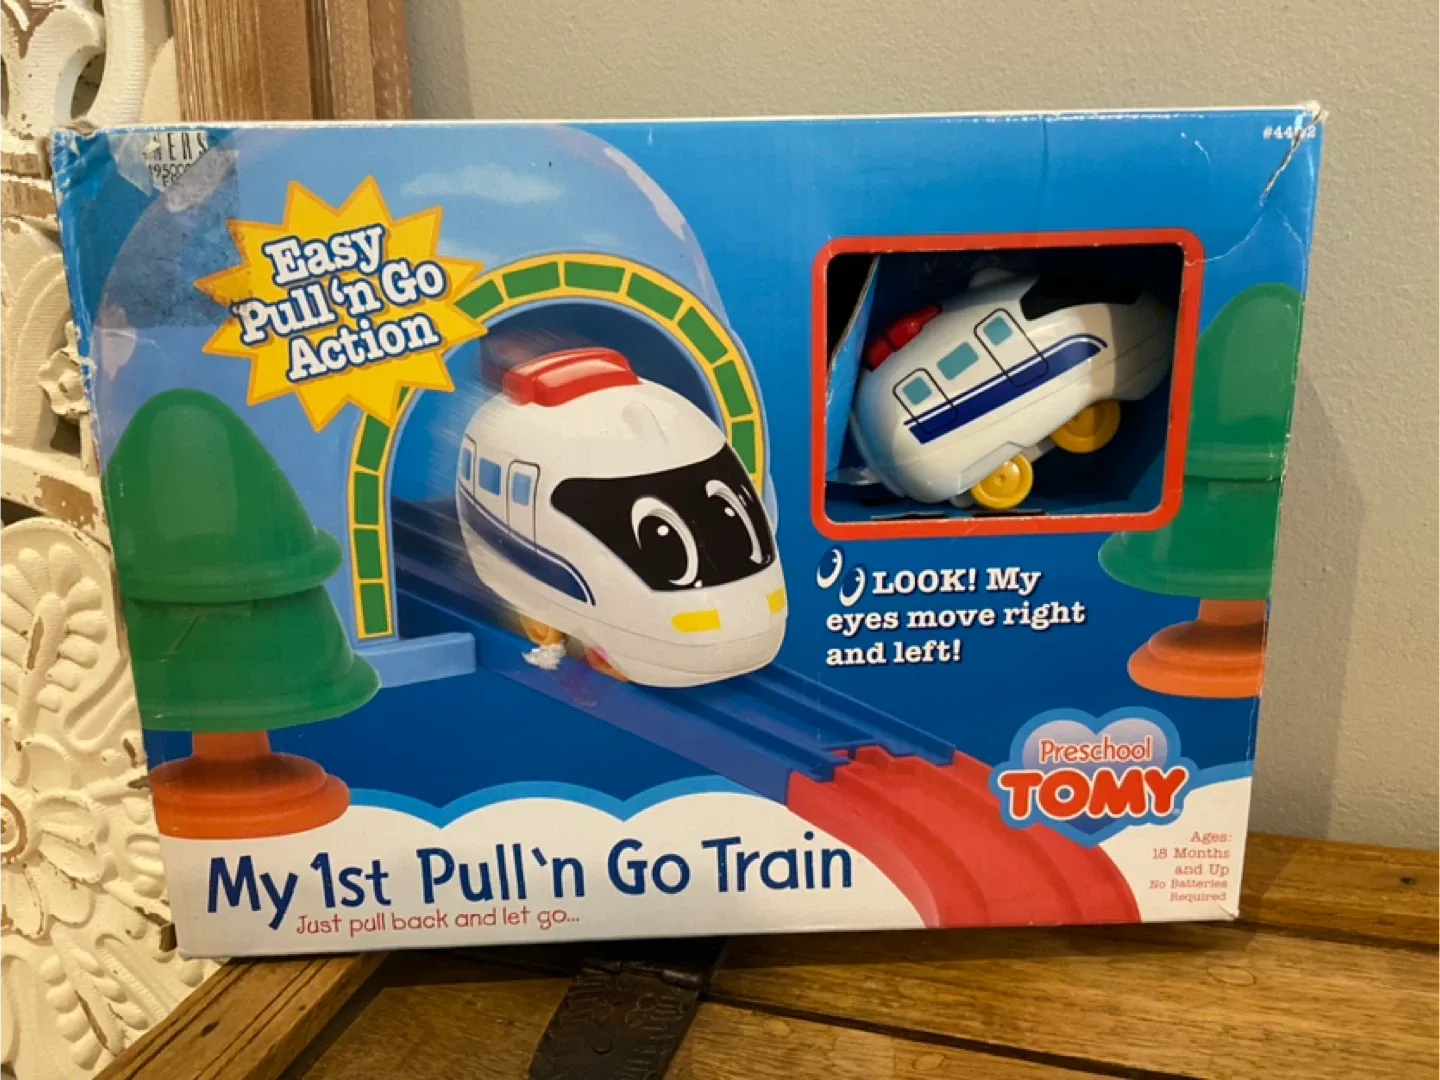 NERS
Easy
Pull 'n Go
Action
LOOK! My
eyes move right
and left!
Preschool
TOMY
My 1st Pull 'n Go Train
Just pull back and let go...
Ages:
18 Months
and Up
No Batteries
Required